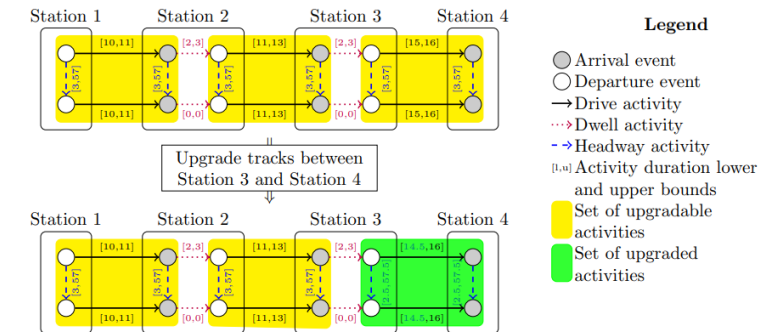 Station 1 Station 2 Station 3 Station 4
[10,11] [2,3] [11,13] [2,3] [15,16]
[3,57] [3,57] [3,57] [3,57] [3,57] [3,57]
[10,11] [0,0] [11,13] [0,0] [15,16]
Upgrade tracks between
Station 3 and Station 4
Station 1 Station 2 Station 3 Station 4
[10,11] [2,3] [11,13] [2,3] [14.5,16]
[3,57] [3,57] [3,57] [3,57] [2.5,57.5] [2.5,57.5]
[10,11] [0,0] [11,13] [0,0] [14.5,16]
Legend
Arrival event
Departure event
Drive activity
Dwell activity
Headway activity
[l,u] Activity duration lower
and upper bounds
Set of upgradable
activities
Set of upgraded
activities